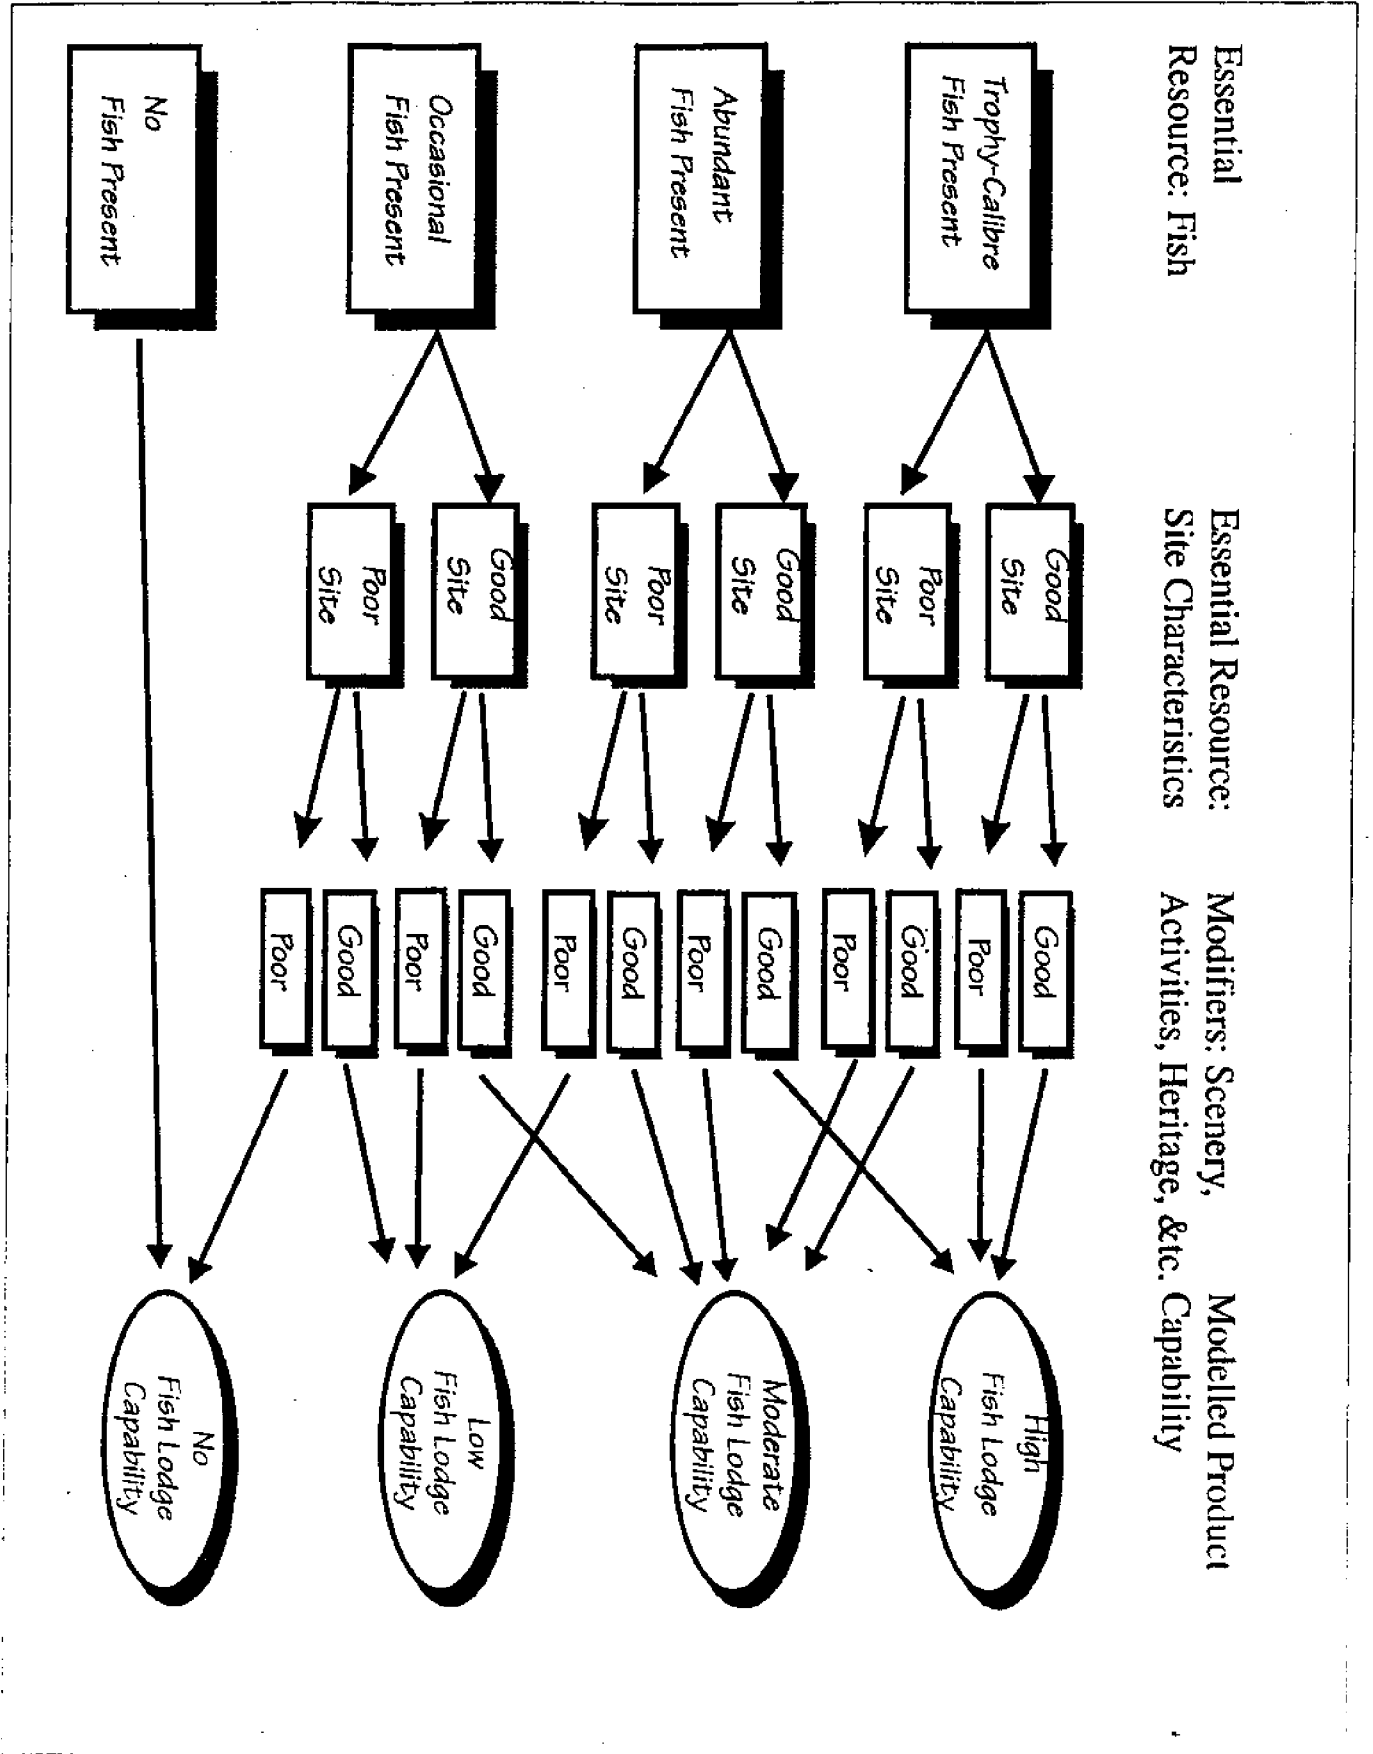 Essential
Resource: Fish
Essential Resource:
Site Characteristics
Modifiers: Scenery,
Activities, Heritage, &tc.
Modelled Product
Capability
Trophy-Calibre
Fish Present
Good
Site
Poor
Site
Good
Poor
Good
Poor
High
Fish Lodge
Capability
Abundant
Fish Present
Good
Site
Poor
Site
Good
Poor
Good
Poor
Moderate
Fish Lodge
Capability
Occasional
Fish Present
Good
Site
Poor
Site
Good
Poor
Good
Poor
Low
Fish Lodge
Capability
No
Fish Present
No
Fish Lodge
Capability